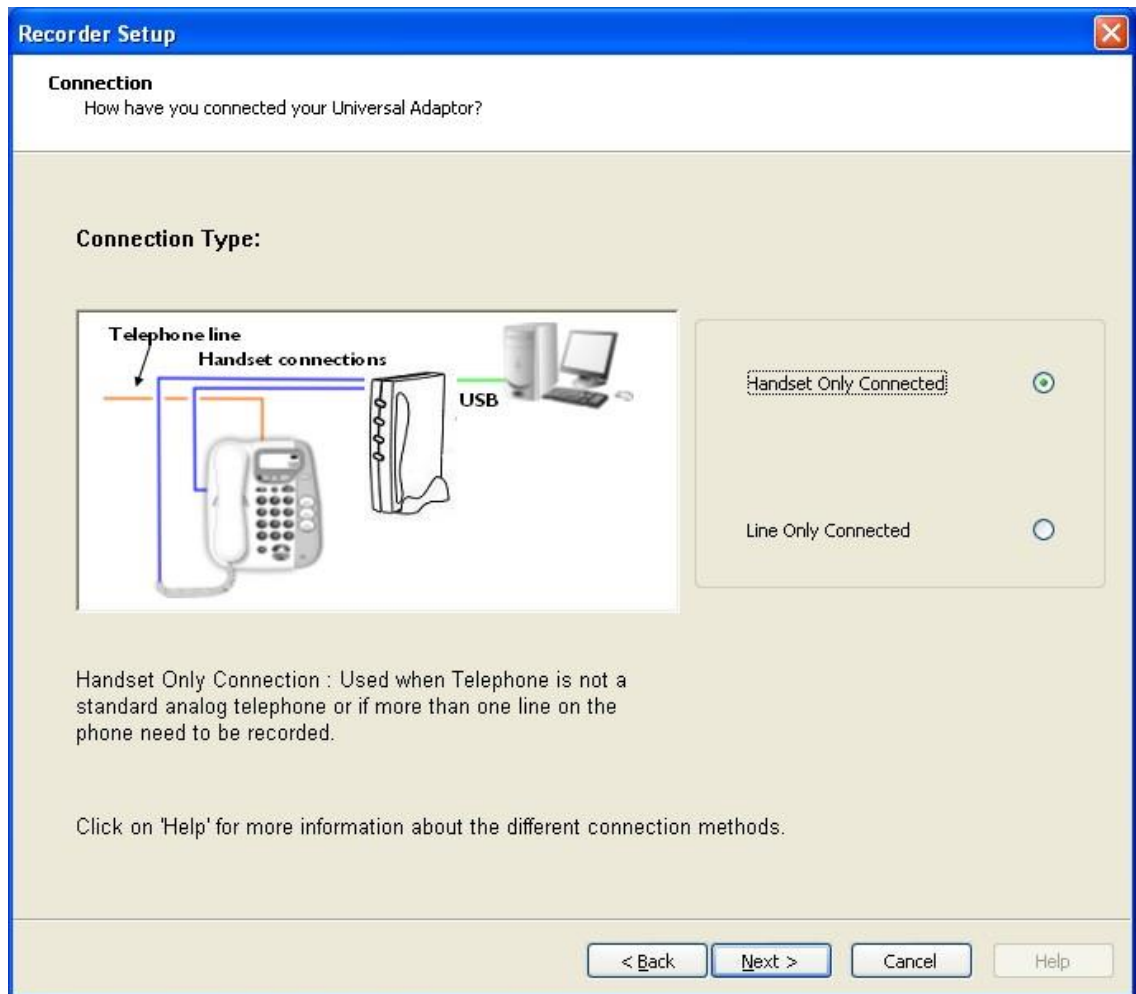 Recorder Setup
Connection
How have you connected your Universal Adaptor?
Connection Type:
Telephone line
Handset connections
USB
Handset Only Connected
Line Only Connected
Handset Only Connection : Used when Telephone is not a
standard analog telephone or if more than one line on the
phone need to be recorded.
Click on 'Help' for more information about the different connection methods.
< Back
Next >
Cancel
Help